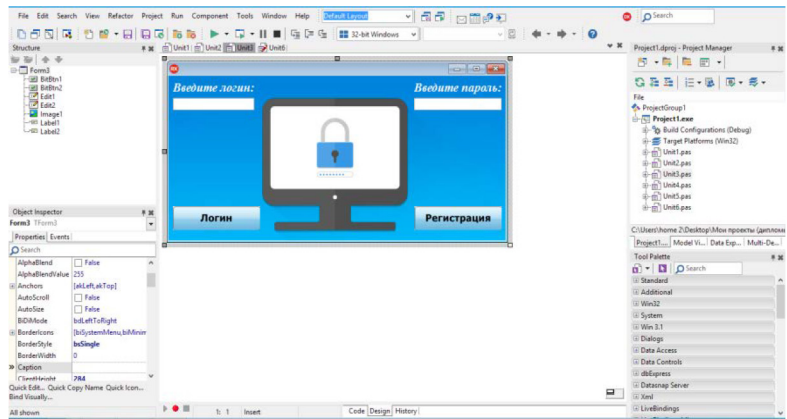 File Edit Search View Refactor Project Run Component Tools Window Help Default Layout Search
32-bit Windows
Structure
Unit1 Unit2 Unit3 Unit6
Form3
BitBtn1
BitBtn2
Edit1
Edit2
Image1
Label1
Label2
Введите логин: Введите пароль:
Логин Регистрация
Object Inspector
Form3 TForm3
Properties Events
Search
AlphaBlend False
AlphaBlendValue 255
Anchors [akLeft,akTop]
AutoScroll False
AutoSize False
BiDiMode bdLeftToRight
BorderIcons [biSystemMenu,biMinim
BorderStyle bsSingle
BorderWidth 0
Caption
ClientHeight 284
Quick Edit... Quick Copy Name Quick Icon...
Bind Visually...
All shown
1: 1 Insert Code Design History
Project1.dproj - Project Manager
File
ProjectGroup1
Project1.exe
Build Configurations (Debug)
Target Platforms (Win32)
Unit1.pas
Unit2.pas
Unit3.pas
Unit4.pas
Unit5.pas
Unit6.pas
C:\Users\home 2\Desktop\Мои проекты (диплома
Project1... Model Vi... Data Exp... Multi-De...
Tool Palette
Search
Standard
Additional
Win32
System
Win 3.1
Dialogs
Data Access
Data Controls
dbExpress
Datasnap Server
Xml
LiveBindings